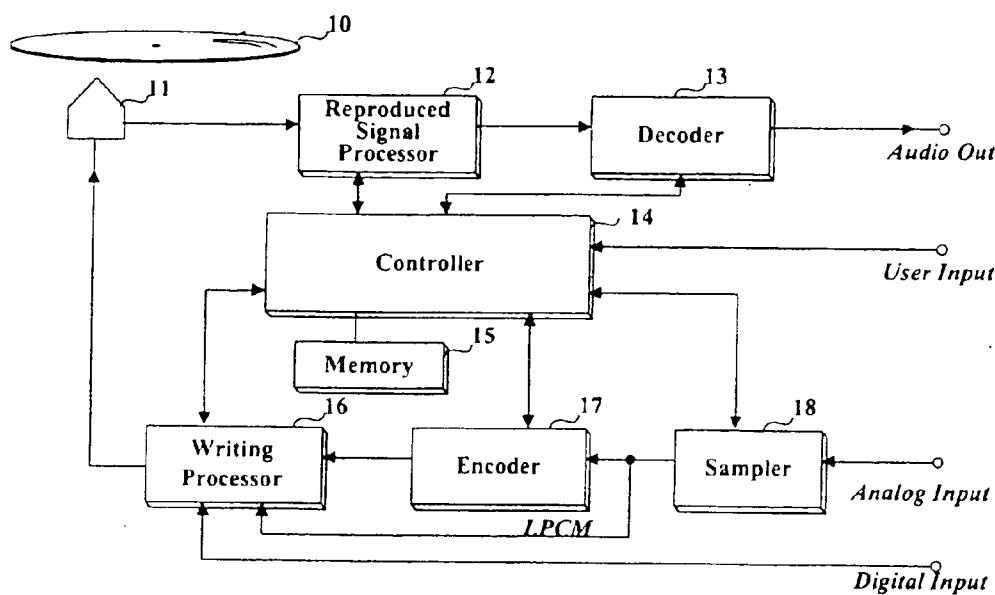 10
11
12
Reproduced
Signal
Processor
13
Decoder
Audio Out
14
Controller
User Input
15
Memory
16
Writing
Processor
17
Encoder
18
Sampler
Analog Input
LPCM
Digital Input